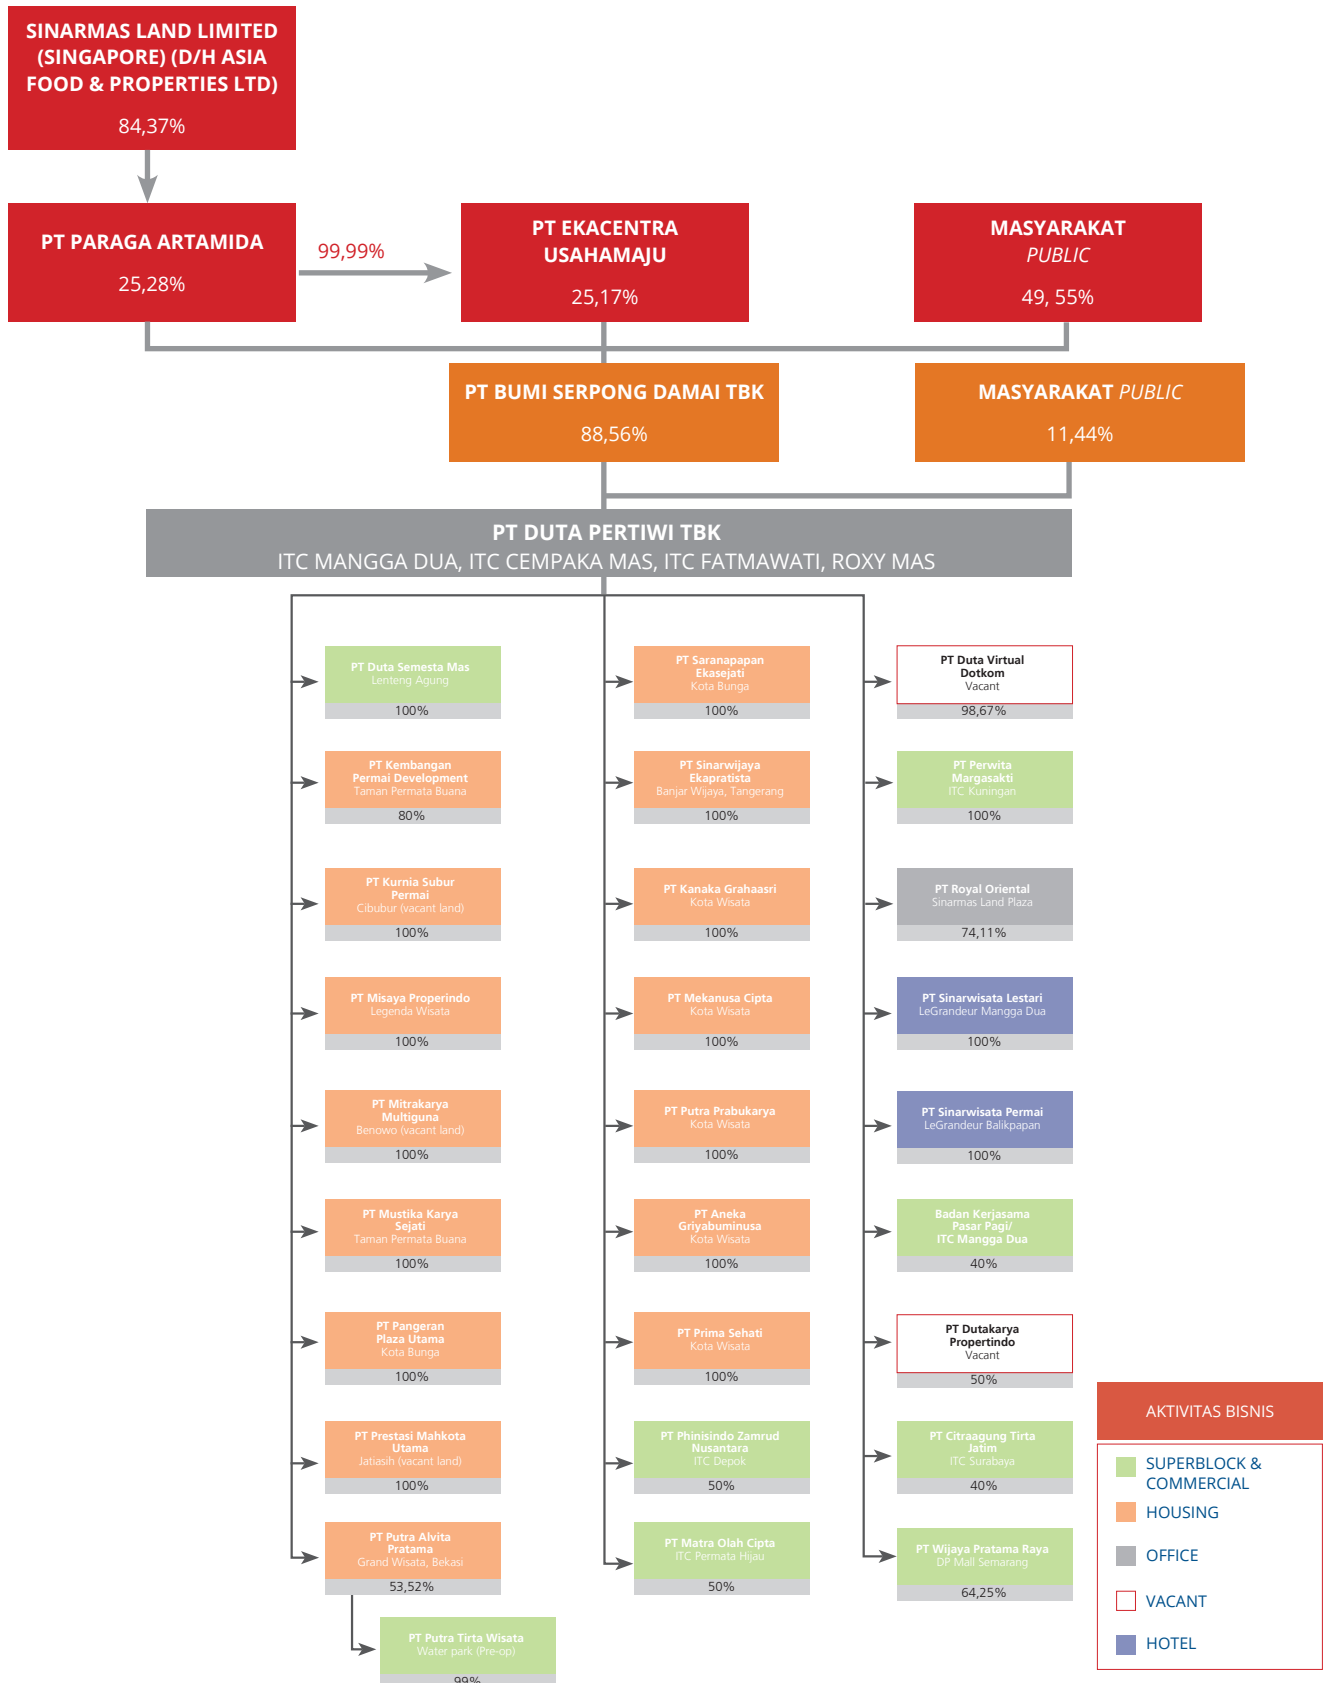 SINARMAS LAND LIMITED
(SINGAPORE) (D/H ASIA
FOOD & PROPERTIES LTD)
84,37%
PT PARAGA ARTAMIDA
25,28%
99,99%
PT EKACENTRA
USAHAMAJU
25,17%
MASYARAKAT
PUBLIC
49, 55%
PT BUMI SERPONG DAMAI TBK
88,56%
MASYARAKAT PUBLIC
11,44%
PT DUTA PERTIWI TBK
ITC MANGGA DUA, ITC CEMPAKA MAS, ITC FATMAWATI, ROXY MAS
PT Duta Semesta Mas
Lenteng Agung
100%
PT Kembangan
Permai Development
Taman Permata Buana
80%
PT Kurnia Subur
Permai
Cibubur (vacant land)
100%
PT Misaya Properindo
Legenda Wisata
100%
PT Mitrakarya
Multiguna
Benowo (vacant land)
100%
PT Mustika Karya
Sejati
Taman Permata Buana
100%
PT Pangeran
Plaza Utama
Kota Bunga
100%
PT Prestasi Mahkota
Utama
Jatiasih (vacant land)
100%
PT Putra Alvita
Pratama
Grand Wisata, Bekasi
53,52%
PT Putra Tirta Wisata
Water park (Pre-op)
99%
PT Saranapapan
Ekasejati
Kota Bunga
100%
PT Sinarwijaya
Ekapratista
Banjar Wijaya, Tangerang
100%
PT Kanaka Grahaasri
Kota Wisata
100%
PT Mekanusa Cipta
Kota Wisata
100%
PT Putra Prabukarya
Kota Wisata
100%
PT Aneka
Griyabuminusa
Kota Wisata
100%
PT Prima Sehati
Kota Wisata
100%
PT Phinisindo Zamrud
Nusantara
ITC Depok
50%
PT Matra Olah Cipta
ITC Permata Hijau
50%
PT Duta Virtual
Dotkom
Vacant
98,67%
PT Perwita
Margasakti
ITC Kuningan
100%
PT Royal Oriental
Sinarmas Land Plaza
74,11%
PT Sinarwisata Lestari
LeGrandeur Mangga Dua
100%
PT Sinarwisata Permai
LeGrandeur Balikpapan
100%
Badan Kerjasama
Pasar Pagi/
ITC Mangga Dua
40%
PT Dutakarya
Propertindo
Vacant
50%
PT Citraagung Tirta
Jatim
ITC Surabaya
40%
PT Wijaya Pratama Raya
DP Mall Semarang
64,25%
AKTIVITAS BISNIS
SUPERBLOCK &
COMMERCIAL
HOUSING
OFFICE
VACANT
HOTEL